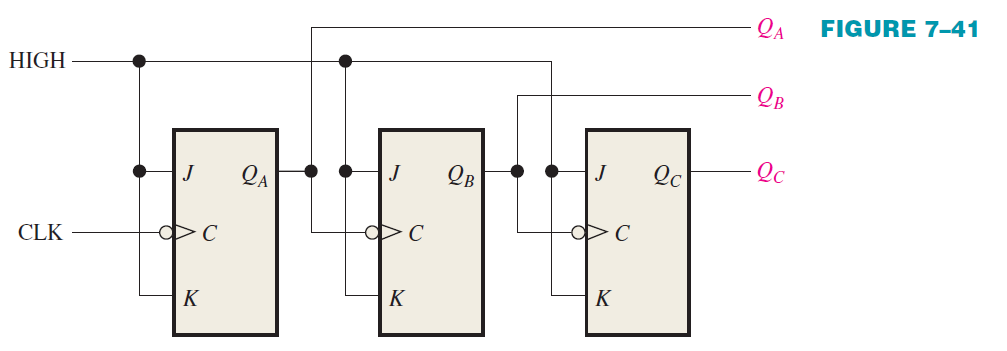 Q_A FIGURE 7–41
HIGH
Q_B
J Q_A J Q_B J Q_C Q_C
CLK C C C
K K K